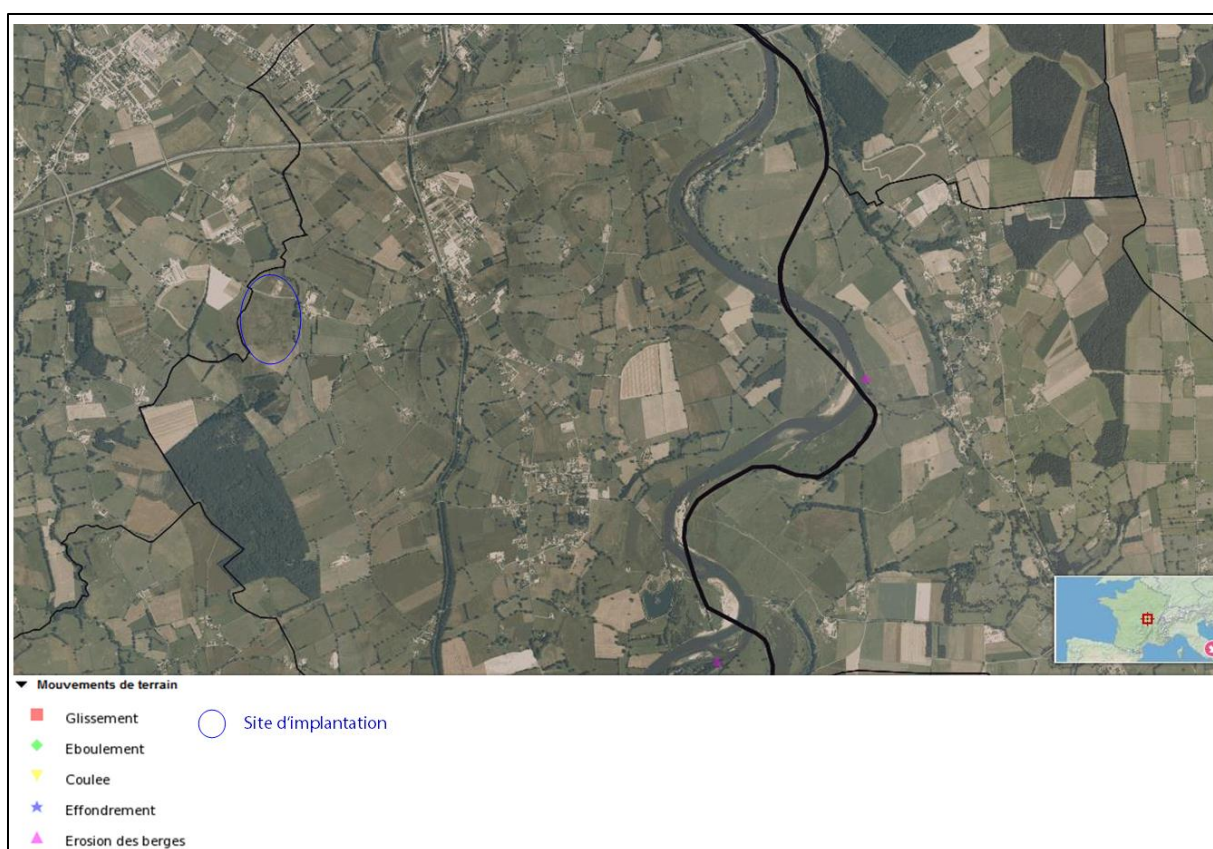 Mouvements de terrain
Glissement
Site d'implantation
Eboulement
Coulee
Effondrement
Erosion des berges